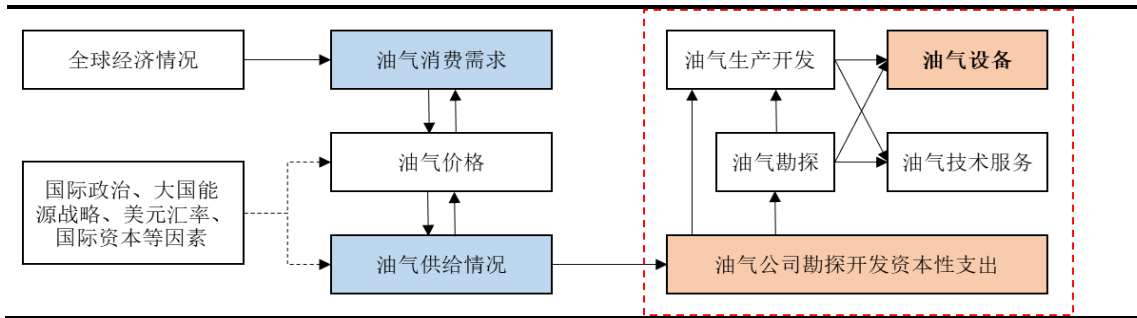 全球经济情况
油气消费需求
油气生产开发
油气设备
油气价格
油气勘探
油气技术服务
国际政治、大国能
源战略、美元汇率、
国际资本等因素
油气供给情况
油气公司勘探开发资本性支出